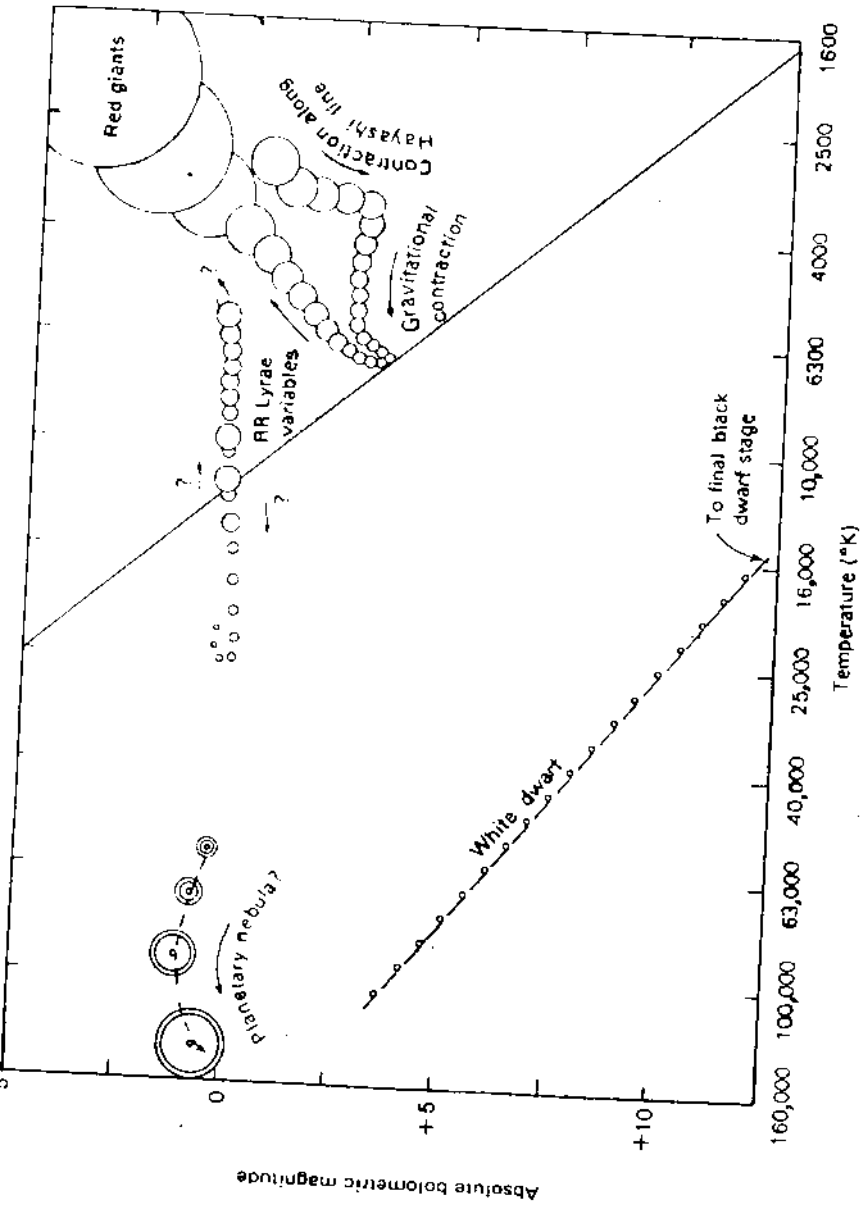 Red giants
Contraction along
Hayashi line
Gravitational
contraction
?
RR Lyrae
variables
?
?
Planetary nebula?
White dwarf
To final black
dwarf stage
0
+5
+10
Absolute bolometric magnitude
160,000
100,000
63,000
40,000
25,000
16,000
10,000
6300
4000
2500
1600
Temperature (°K)